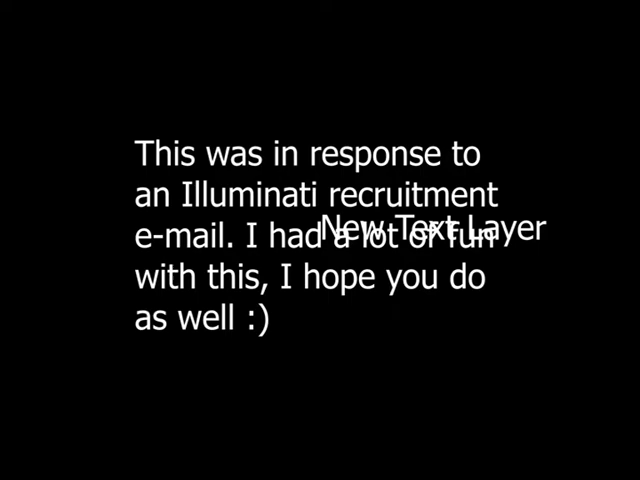 This was in response to
an Illuminati recruitment
e-mail. I had a lot of fun
New Text Layer
with this, I hope you do
as well :)